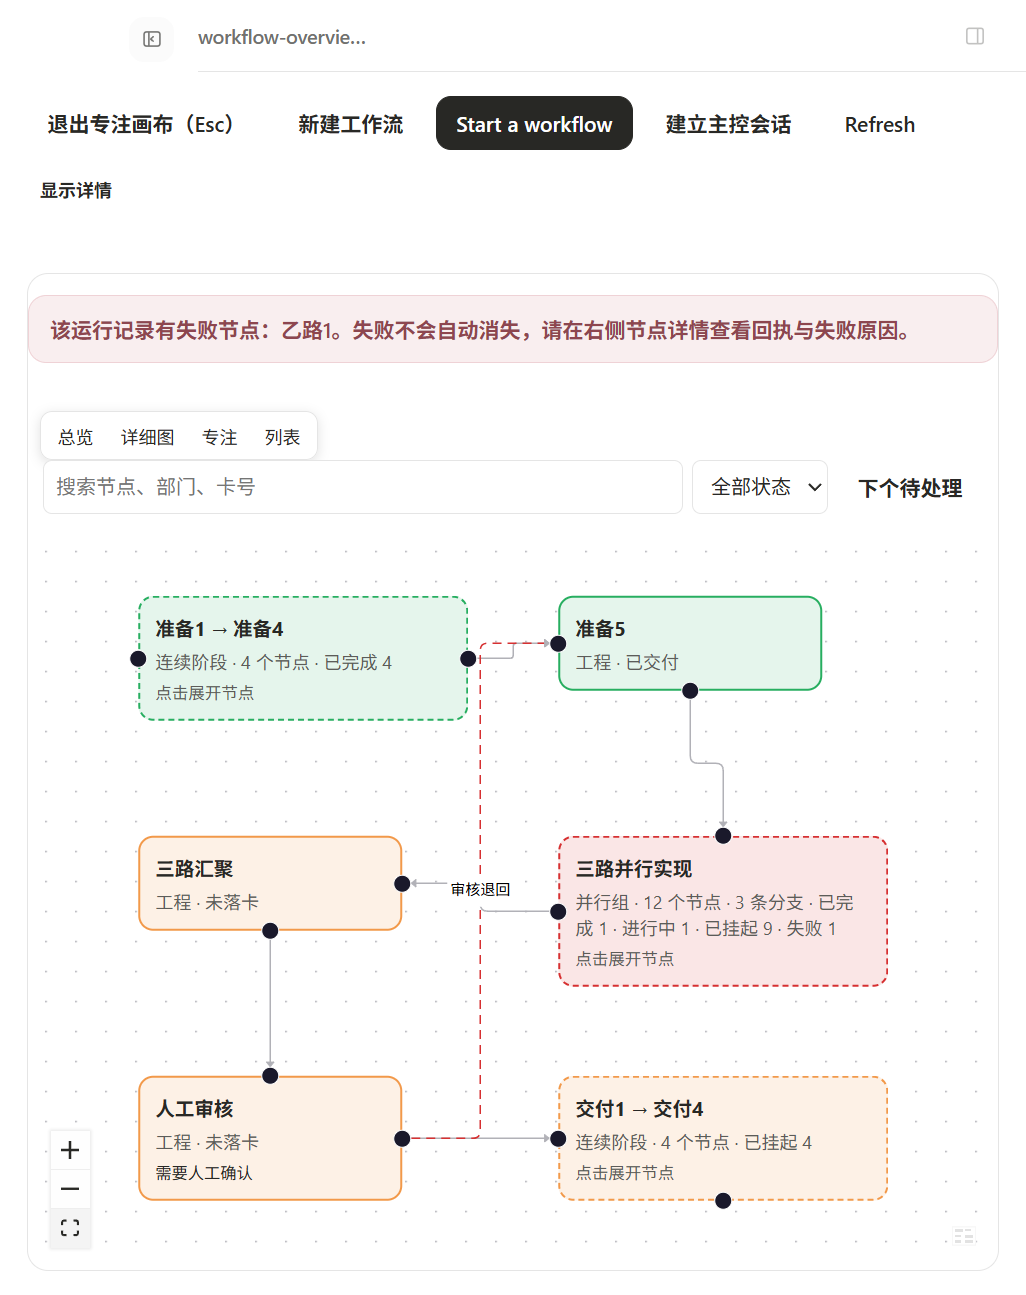 workflow-overvie...
退出专注画布（Esc）
新建工作流
Start a workflow
建立主控会话
Refresh
显示详情
该运行记录有失败节点：乙路1。失败不会自动消失，请在右侧节点详情查看回执与失败原因。
总览
详细图
专注
列表
搜索节点、部门、卡号
全部状态
下个待处理
准备1 → 准备4
连续阶段 · 4 个节点 · 已完成 4
点击展开节点
准备5
工程 · 已交付
三路汇聚
工程 · 未落卡
审核退回
三路并行实现
并行组 · 12 个节点 · 3 条分支 · 已完
成 1 · 进行中 1 · 已挂起 9 · 失败 1
点击展开节点
人工审核
工程 · 未落卡
需要人工确认
交付1 → 交付4
连续阶段 · 4 个节点 · 已挂起 4
点击展开节点